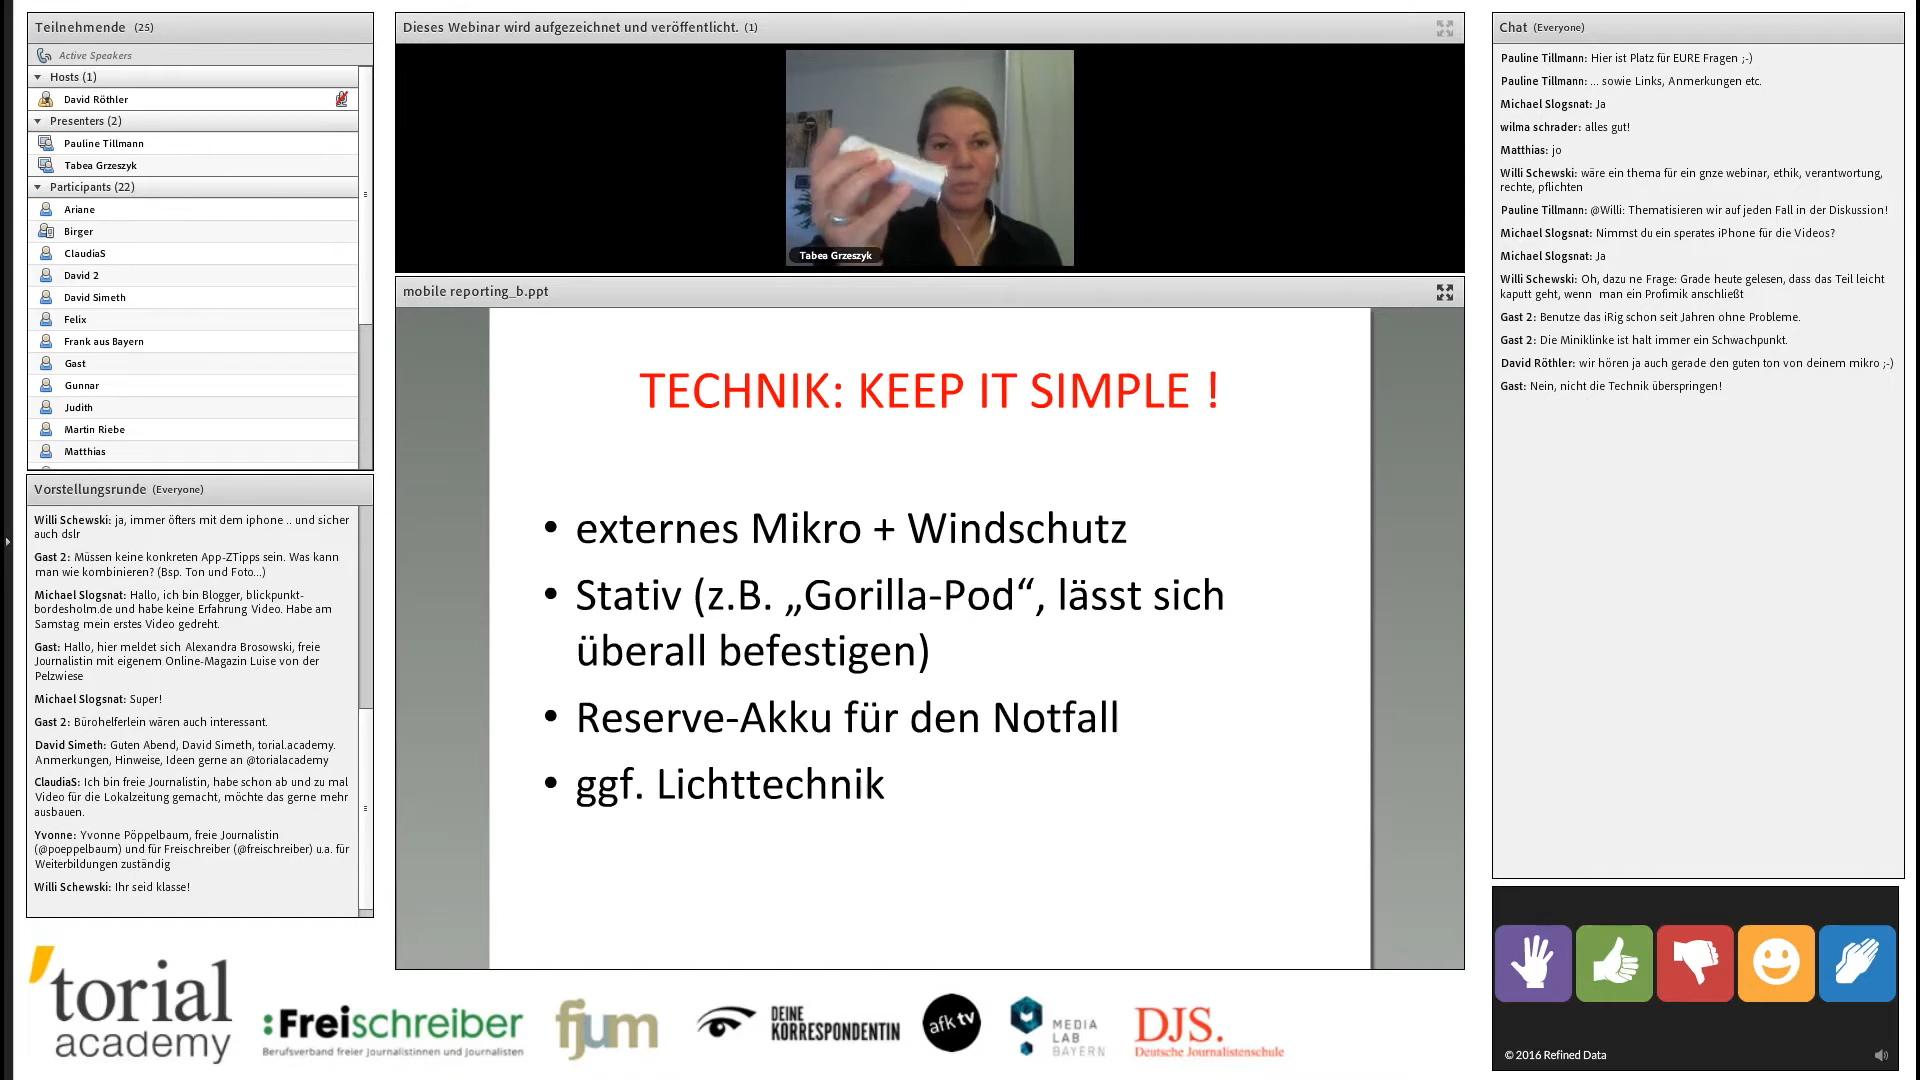 Teilnehmende (25)
Active Speakers
Hosts (1)
David Röthler
Presenters (2)
Pauline Tillmann
Tabea Grzeszyk
Participants (22)
Ariane
Birger
ClaudiaS
David 2
David Simeth
Felix
Frank aus Bayern
Gast
Gunnar
Judith
Martin Riebe
Matthias
Vorstellungsrunde (Everyone)
Willi Schewski: ja, immer öfters mit dem iphone .. und sicher
auch dslr
Gast 2: Müssen keine konkreten App-ZTipps sein. Was kann
man wie kombinieren? (Bsp. Ton und Foto...)
Michael Slogsnat: Hallo, ich bin Blogger, blickpunkt-
bordesholm.de und habe keine Erfahrung Video. Habe am
Samstag mein erstes Video gedreht.
Gast: Hallo, hier meldet sich Alexandra Brosowski, freie
Journalistin mit eigenem Online-Magazin Luise von der
Pelzwiese
Michael Slogsnat: Super!
Gast 2: Bürohelferlein wären auch interessant.
David Simeth: Guten Abend, David Simeth, torial.academy.
Anmerkungen, Hinweise, Ideen gerne an @torialacademy
ClaudiaS: Ich bin freie Journalistin, habe schon ab und zu mal
Video für die Lokalzeitung gemacht, möchte das gerne mehr
ausbauen.
Yvonne: Yvonne Pöppelbaum, freie Journalistin
(@poeppelbaum) und für Freischreiber (@freischreiber) u.a. für
Weiterbildungen zuständig
Willi Schewski: Ihr seid klasse!
Dieses Webinar wird aufgezeichnet und veröffentlicht. (1)
Tabea Grzeszyk
mobile reporting_b.ppt
TECHNIK: KEEP IT SIMPLE !
• externes Mikro + Windschutz
• Stativ (z.B. „Gorilla-Pod“, lässt sich
überall befestigen)
• Reserve-Akku für den Notfall
• ggf. Lichttechnik
Chat (Everyone)
Pauline Tillmann: Hier ist Platz für EURE Fragen ;-)
Pauline Tillmann: ... sowie Links, Anmerkungen etc.
Michael Slogsnat: Ja
wilma schrader: alles gut!
Matthias: jo
Willi Schewski: wäre ein thema für ein gnze webinar, ethik, verantwortung,
rechte, pflichten
Pauline Tillmann: @Willi: Thematisieren wir auf jeden Fall in der Diskussion!
Michael Slogsnat: Nimmst du ein sperates iPhone für die Videos?
Michael Slogsnat: Ja
Willi Schewski: Oh, dazu ne Frage: Grade heute gelesen, dass das Teil leicht
kaputt geht, wenn man ein Profimik anschließt
Gast 2: Benutze das iRig schon seit Jahren ohne Probleme.
Gast 2: Die Miniklinke ist halt immer ein Schwachpunkt.
David Röthler: wir hören ja auch gerade den guten ton von deinem mikro ;-)
Gast: Nein, nicht die Technik überspringen!
© 2016 Refined Data
'torial
academy
:Freischreiber
Berufsverband freier Journalistinnen und Journalisten
fjum
DEINE
KORRESPONDENTIN
afk tv
MEDIA
LAB
BAYERN
DJS.
Deutsche Journalistenschule